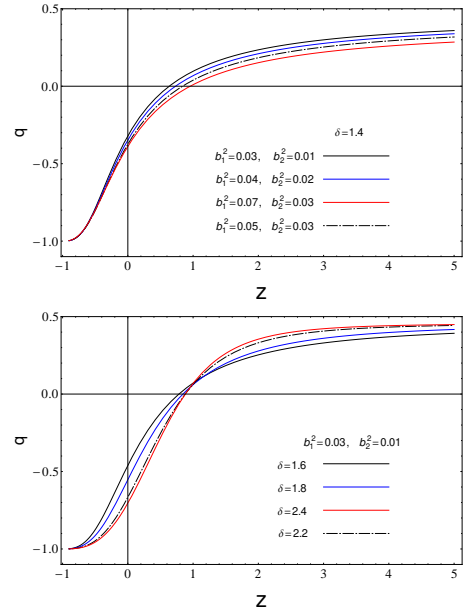 0.5
0.0
−0.5
−1.0
q
δ=1.4
b₁²=0.03, b₂²=0.01
b₁²=0.04, b₂²=0.02
b₁²=0.07, b₂²=0.03
b₁²=0.05, b₂²=0.03
−1 0 1 2 3 4 5
z
0.5
0.0
−0.5
−1.0
q
b₁²=0.03, b₂²=0.01
δ=1.6
δ=1.8
δ=2.4
δ=2.2
−1 0 1 2 3 4 5
z